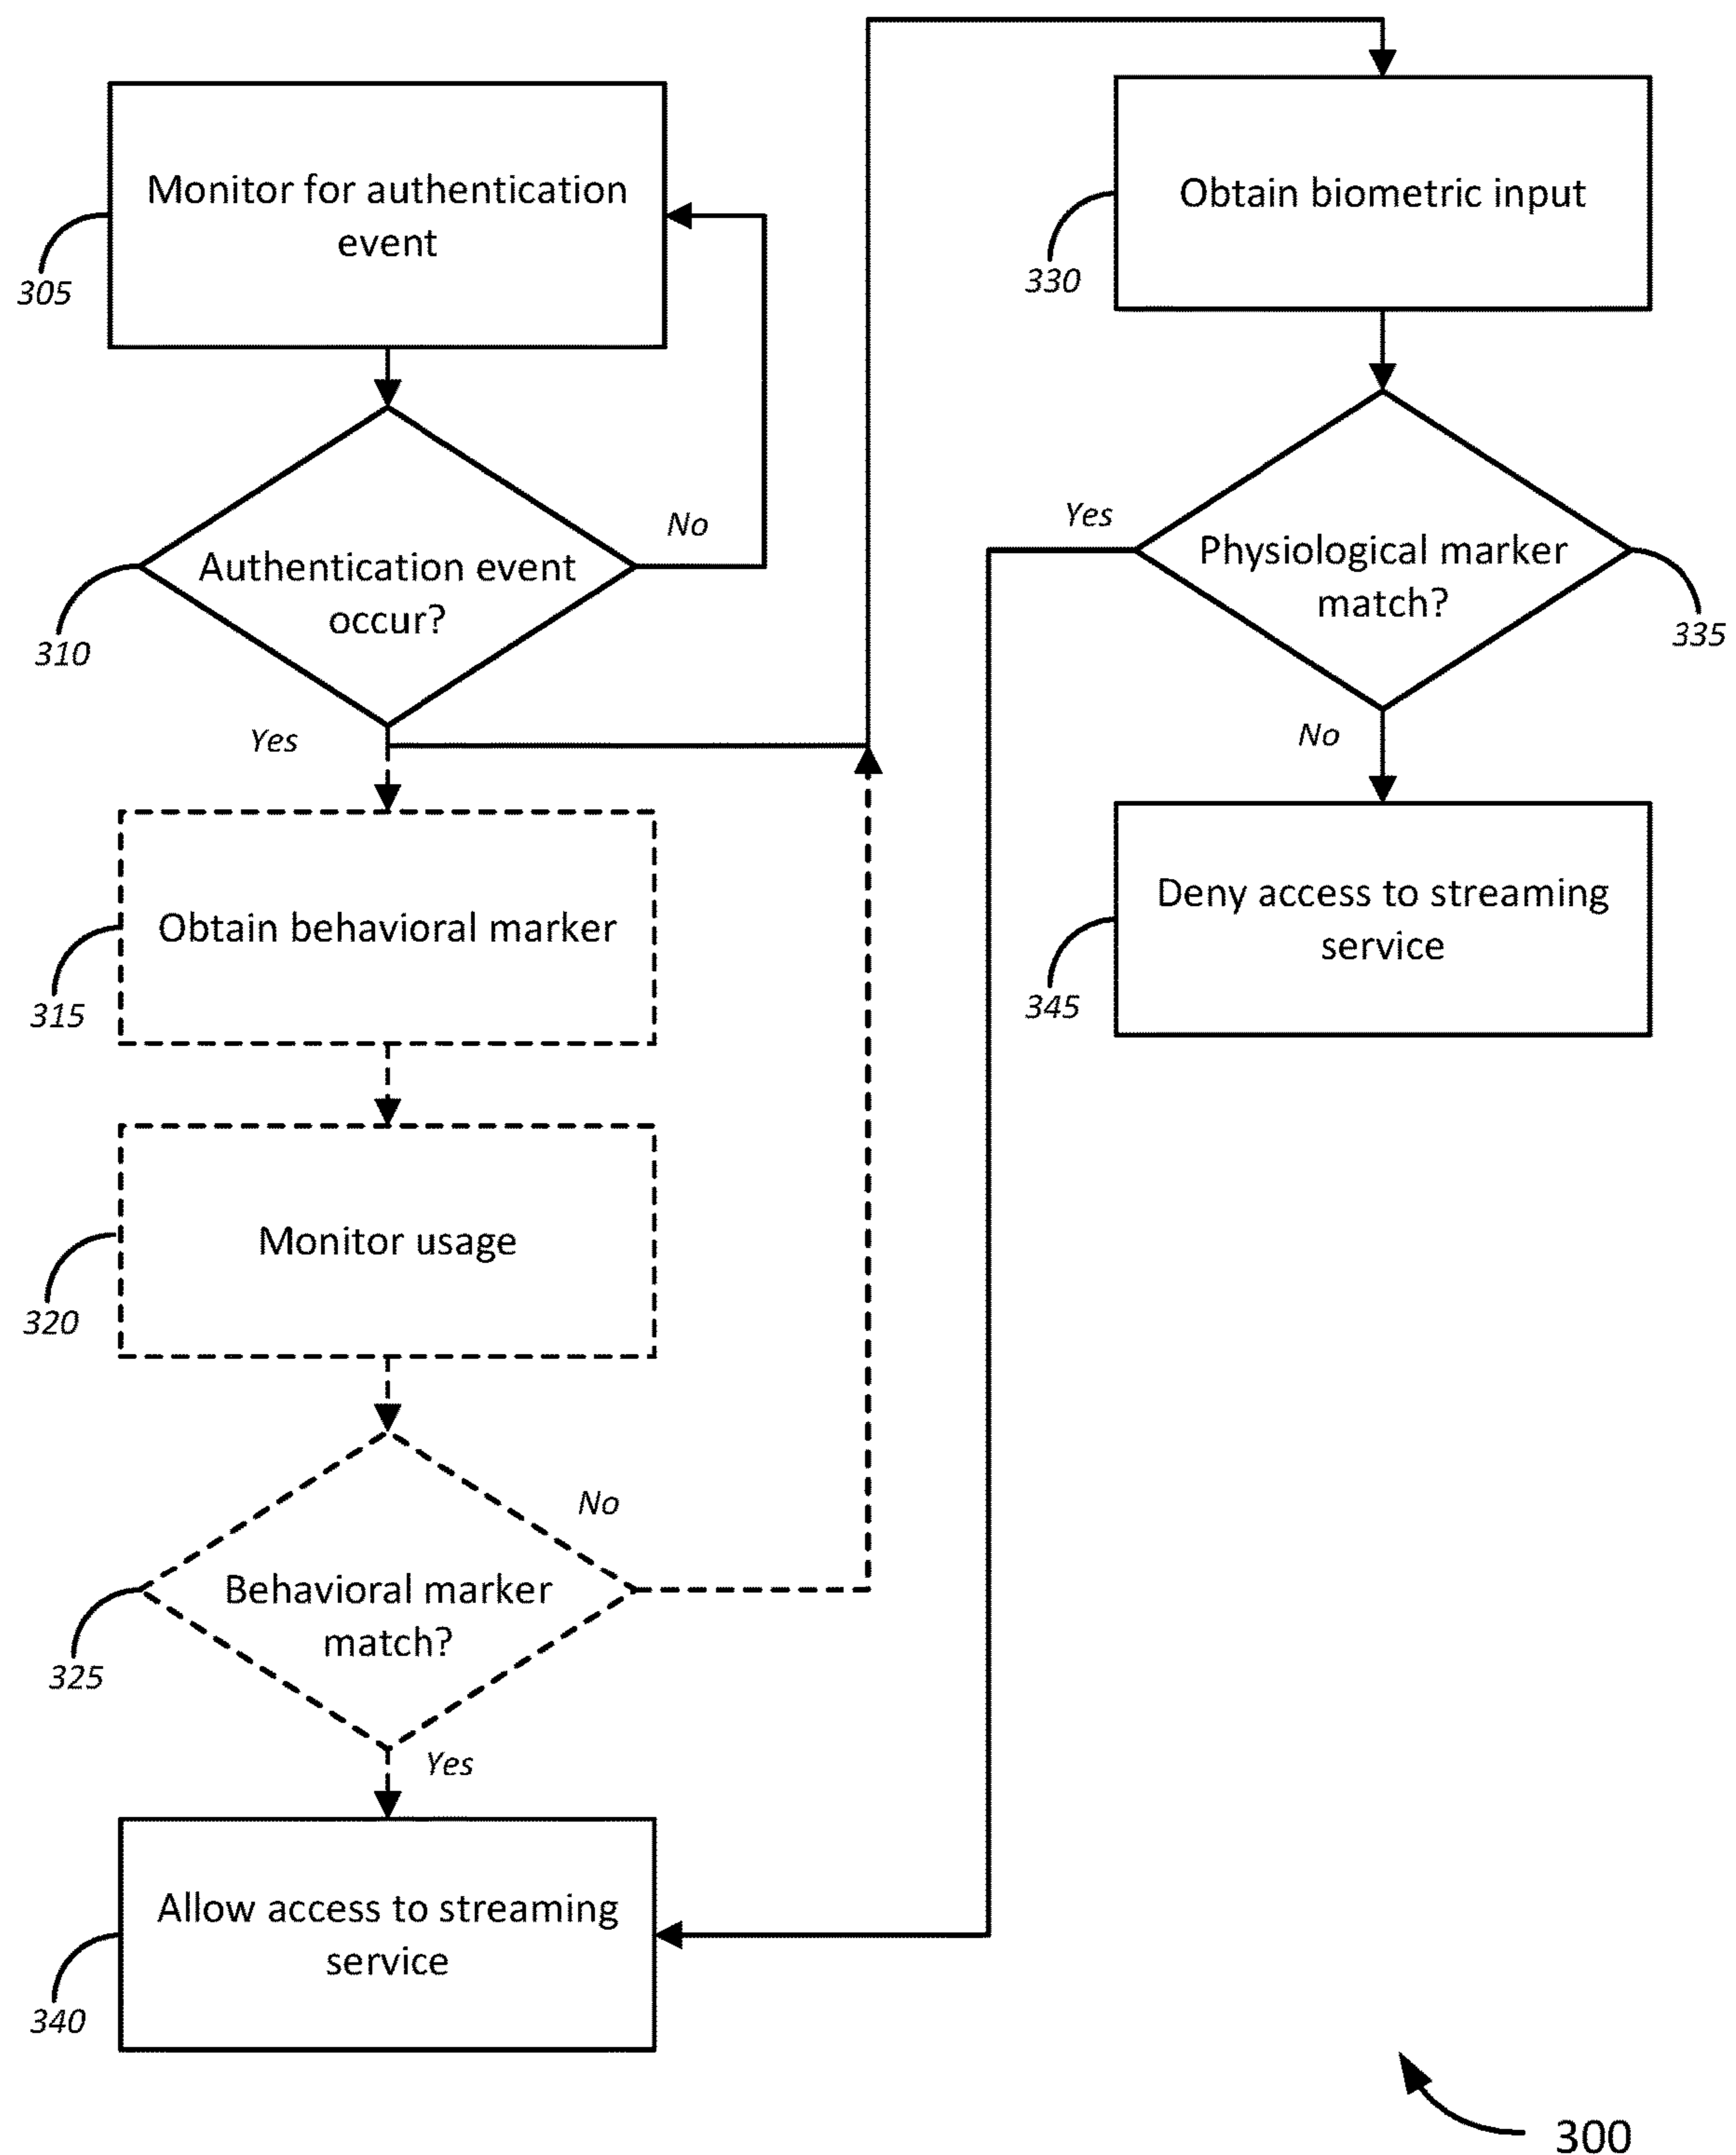 Monitor for authentication
event
305
Authentication event
occur?
No
310
Yes
Obtain behavioral marker
315
Monitor usage
320
No
Behavioral marker
match?
325
Yes
Allow access to streaming
service
340
Obtain biometric input
330
Yes
Physiological marker
match?
335
No
Deny access to streaming
service
345
300